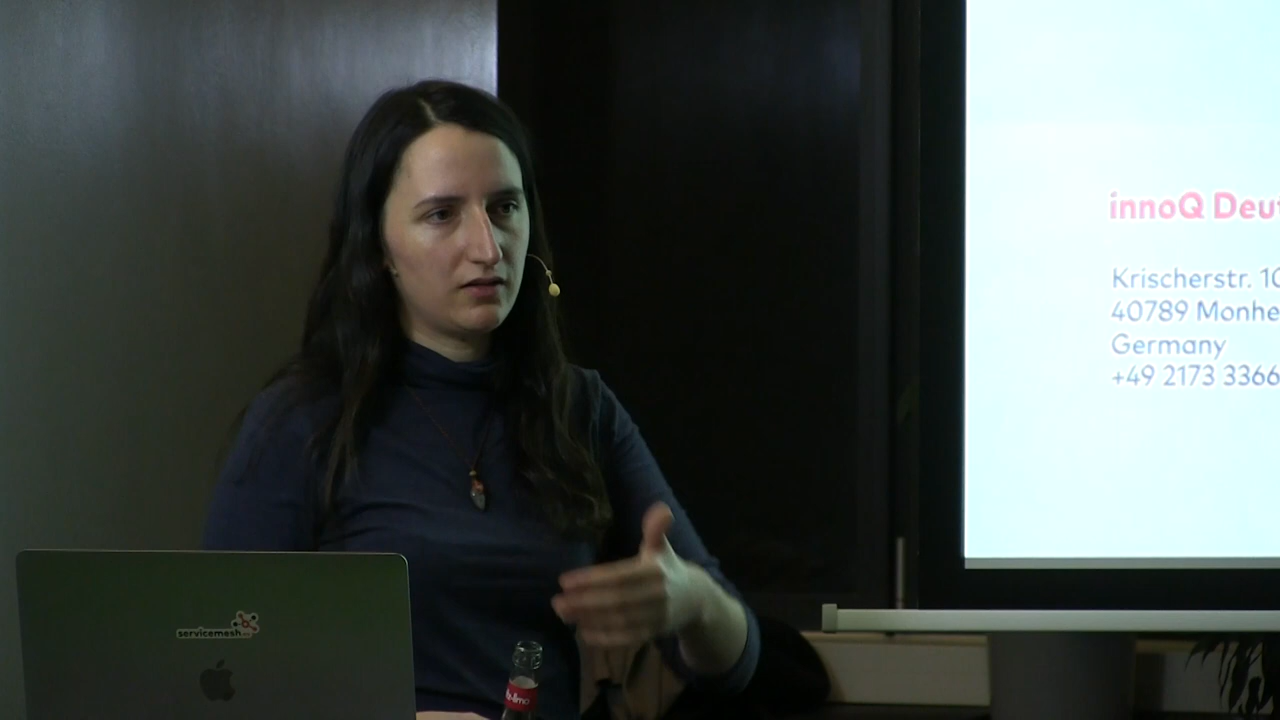 innoQ Deu
Krischerstr. 10
40789 Monhe
Germany
+49 2173 3366
servicemesh